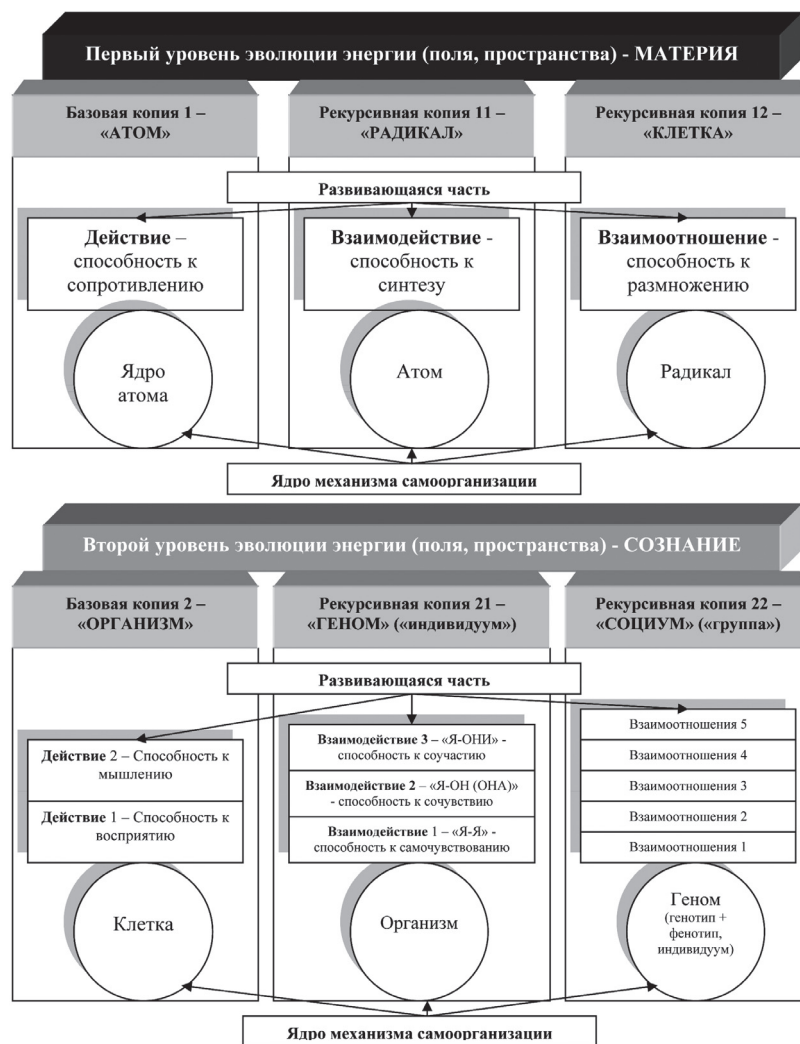 Первый уровень эволюции энергии (поля, пространства) - МАТЕРИЯ
Базовая копия 1 –
«АТОМ»
Рекурсивная копия 11 –
«РАДИКАЛ»
Рекурсивная копия 12 –
«КЛЕТКА»
Развивающаяся часть
Действие –
способность к
сопротивлению
Взаимодействие -
способность к
синтезу
Взаимоотношение -
способность к
размножению
Ядро
атома
Атом
Радикал
Ядро механизма самоорганизации
Второй уровень эволюции энергии (поля, пространства) - СОЗНАНИЕ
Базовая копия 2 –
«ОРГАНИЗМ»
Рекурсивная копия 21 –
«ГЕНОМ» («индивидуум»)
Рекурсивная копия 22 –
«СОЦИУМ» («группа»)
Развивающаяся часть
Действие 2 – Способность к
мышлению
Действие 1 – Способность к
восприятию
Взаимодействие 3 – «Я-ОНИ» -
способность к соучастию
Взаимодействие 2 – «Я-ОН (ОНА)»
- способность к сочувствию
Взаимодействие 1 – «Я-Я» –
способность к самочувствованию
Взаимоотношения 5
Взаимоотношения 4
Взаимоотношения 3
Взаимоотношения 2
Взаимоотношения 1
Клетка
Организм
Геном
(генотип +
фенотип,
индивидуум)
Ядро механизма самоорганизации